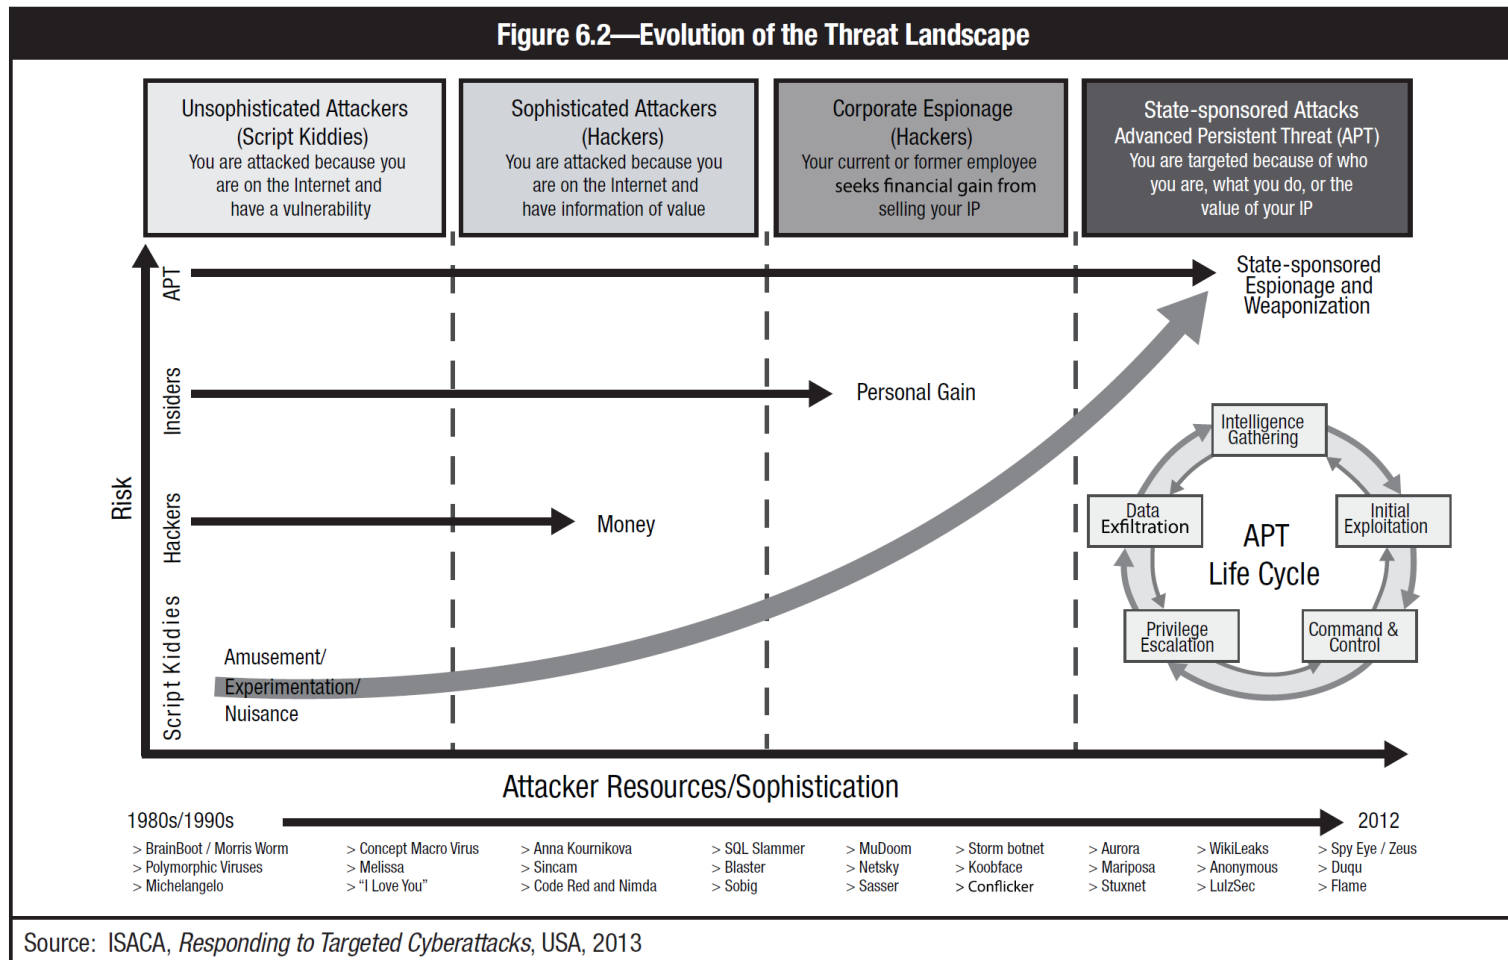 Figure 6.2—Evolution of the Threat Landscape
Unsophisticated Attackers
(Script Kiddies)
You are attacked because you
are on the Internet and
have a vulnerability
Sophisticated Attackers
(Hackers)
You are attacked because you
are on the Internet and
have information of value
Corporate Espionage
(Hackers)
Your current or former employee
seeks financial gain from
selling your IP
State-sponsored Attacks
Advanced Persistent Threat (APT)
You are targeted because of who
you are, what you do, or the
value of your IP
Risk
APT
State-sponsored
Espionage and
Weaponization
Insiders
Personal Gain
Hackers
Money
Script Kiddies
Amusement/
Experimentation/
Nuisance
Intelligence
Gathering
Initial
Exploitation
Command &
Control
Privilege
Escalation
Data
Exfiltration
APT
Life Cycle
Attacker Resources/Sophistication
1980s/1990s
2012
> BrainBoot / Morris Worm
> Polymorphic Viruses
> Michelangelo
> Concept Macro Virus
> Melissa
> “I Love You”
> Anna Kournikova
> Sincam
> Code Red and Nimda
> SQL Slammer
> Blaster
> Sobig
> MuDoom
> Netsky
> Sasser
> Storm botnet
> Koobface
> Conflicker
> Aurora
> Mariposa
> Stuxnet
> WikiLeaks
> Anonymous
> LulzSec
> Spy Eye / Zeus
> Duqu
> Flame
Source: ISACA, Responding to Targeted Cyberattacks, USA, 2013